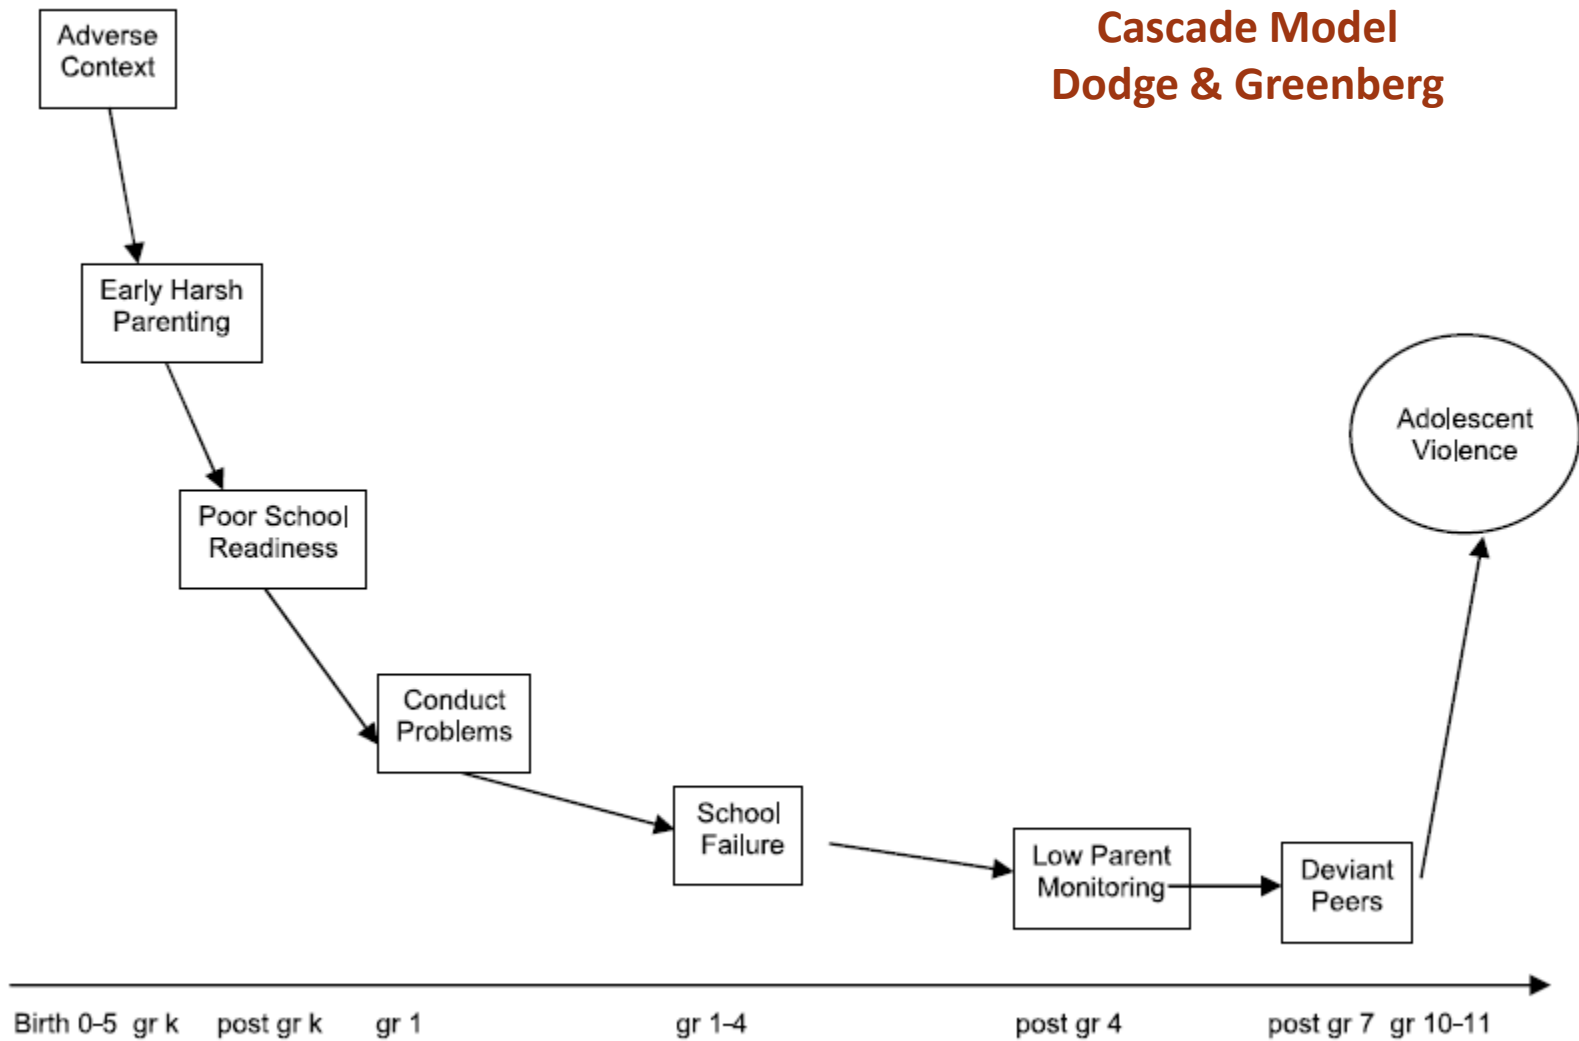 Cascade Model
Dodge & Greenberg
Adverse
Context
Early Harsh
Parenting
Poor School
Readiness
Conduct
Problems
School
Failure
Low Parent
Monitoring
Deviant
Peers
Adolescent
Violence
Birth 0–5 gr k post gr k gr 1 gr 1–4 post gr 4 post gr 7 gr 10–11